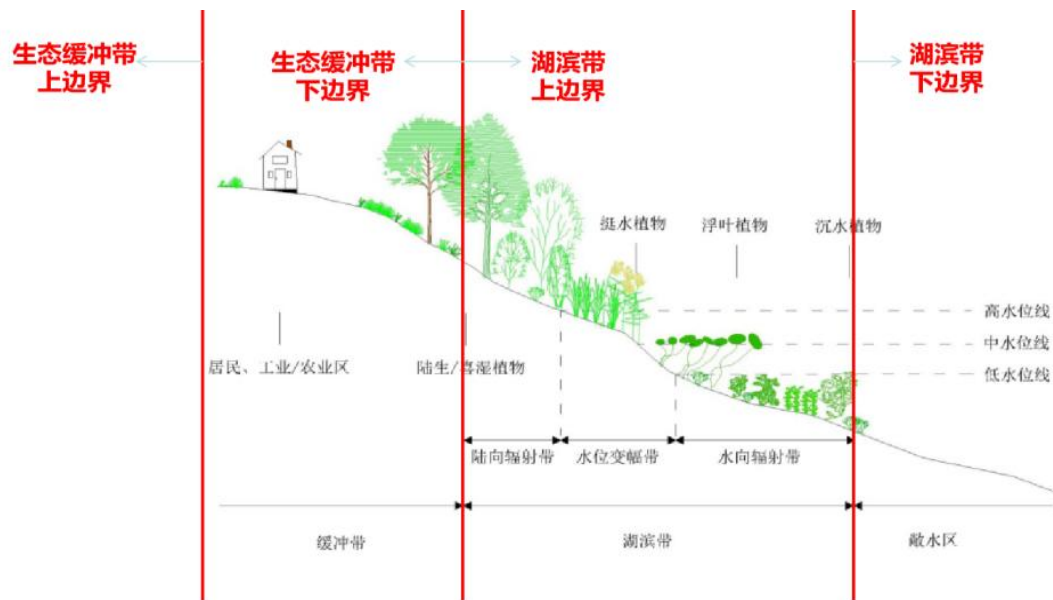 生态缓冲带
上边界
生态缓冲带
下边界
湖滨带
上边界
湖滨带
下边界
挺水植物
浮叶植物
沉水植物
高水位线
中水位线
低水位线
居民、工业/农业区
陆生/喜湿植物
陆向辐射带
水位变幅带
水向辐射带
缓冲带
湖滨带
敞水区